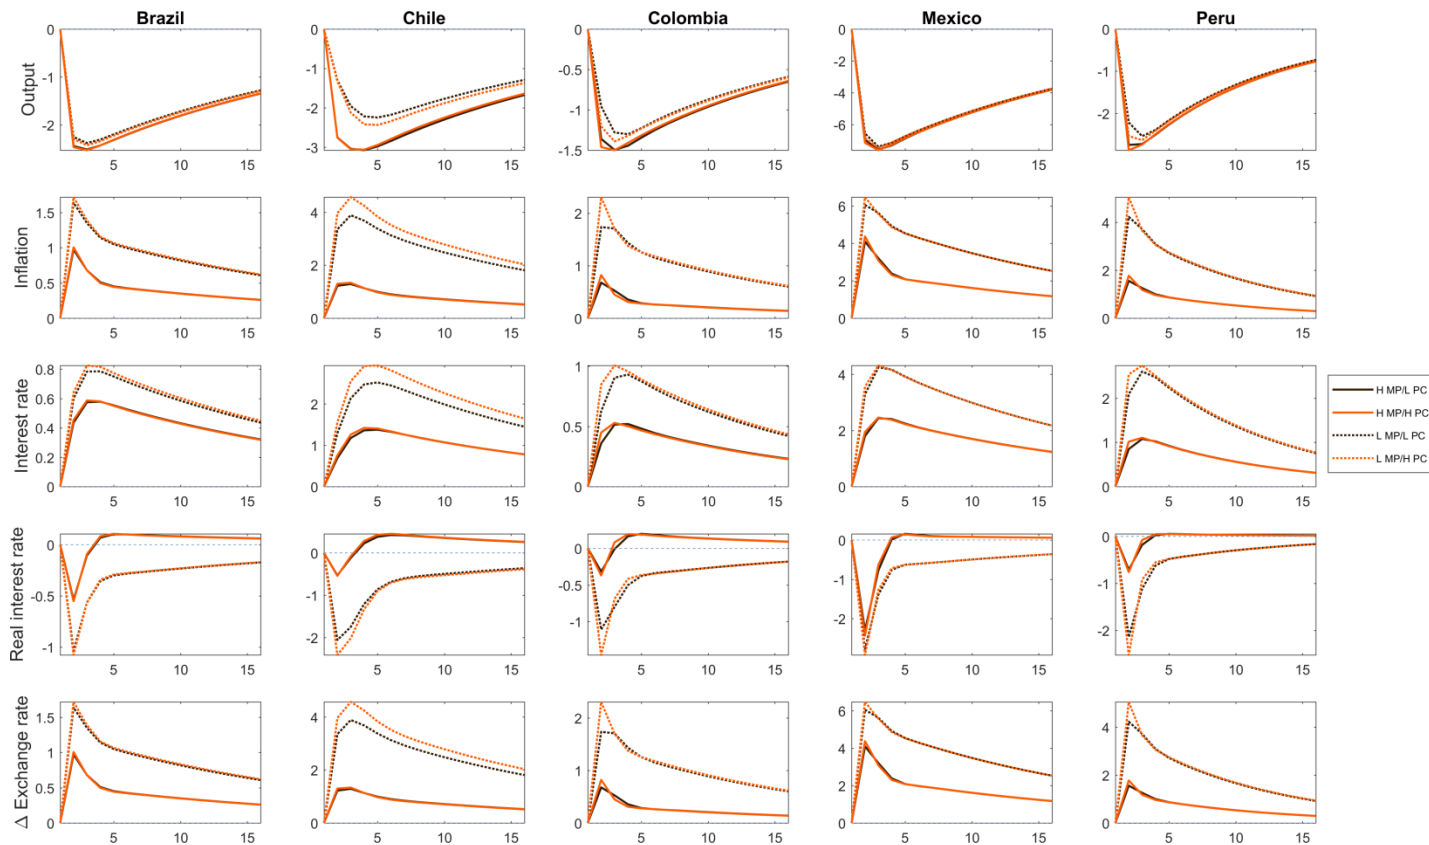 Brazil Chile Colombia Mexico Peru
Output
0 -1 -2 5 10 15
0 -1 -2 -3 5 10 15
0 -0.5 -1 -1.5 5 10 15
0 -2 -4 -6 5 10 15
0 -2 5 10 15
Inflation
1.5 1 0.5 0 5 10 15
4 2 0 5 10 15
2 1 0 5 10 15
6 4 2 0 5 10 15
4 2 0 5 10 15
Interest rate
0.8 0.6 0.4 0.2 0 5 10 15
2 1 0 5 10 15
1 0.5 0 5 10 15
4 2 0 5 10 15
2 1 0 5 10 15
H MP/L PC
H MP/H PC
L MP/L PC
L MP/H PC
Real interest rate
0 -0.5 -1 5 10 15
0 -1 -2 5 10 15
0 -0.5 -1 5 10 15
0 -1 -2 5 10 15
0 -1 -2 5 10 15
Δ Exchange rate
1.5 1 0.5 0 5 10 15
4 2 0 5 10 15
2 1 0 5 10 15
6 4 2 0 5 10 15
4 2 0 5 10 15